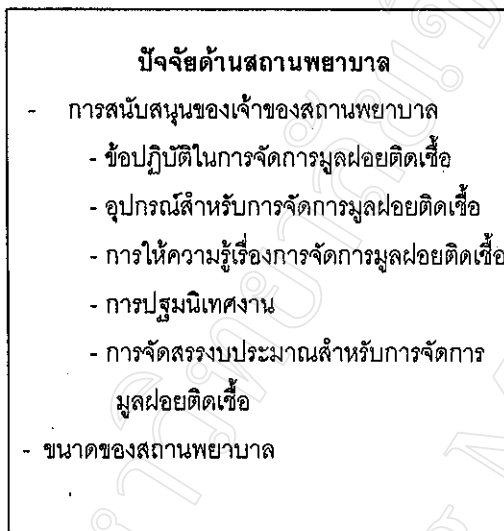 ปัจจัยด้านสถานพยาบาล
- การสนับสนุนของเจ้าของสถานพยาบาล
- ข้อปฏิบัติในการจัดการมูลฝอยติดเชื้อ
- อุปกรณ์สำหรับการจัดการมูลฝอยติดเชื้อ
- การให้ความรู้เรื่องการจัดการมูลฝอยติดเชื้อ
- การปฐมนิเทศงาน
- การจัดสรรงบประมาณสำหรับการจัดการ
มูลฝอยติดเชื้อ
- ขนาดของสถานพยาบาล